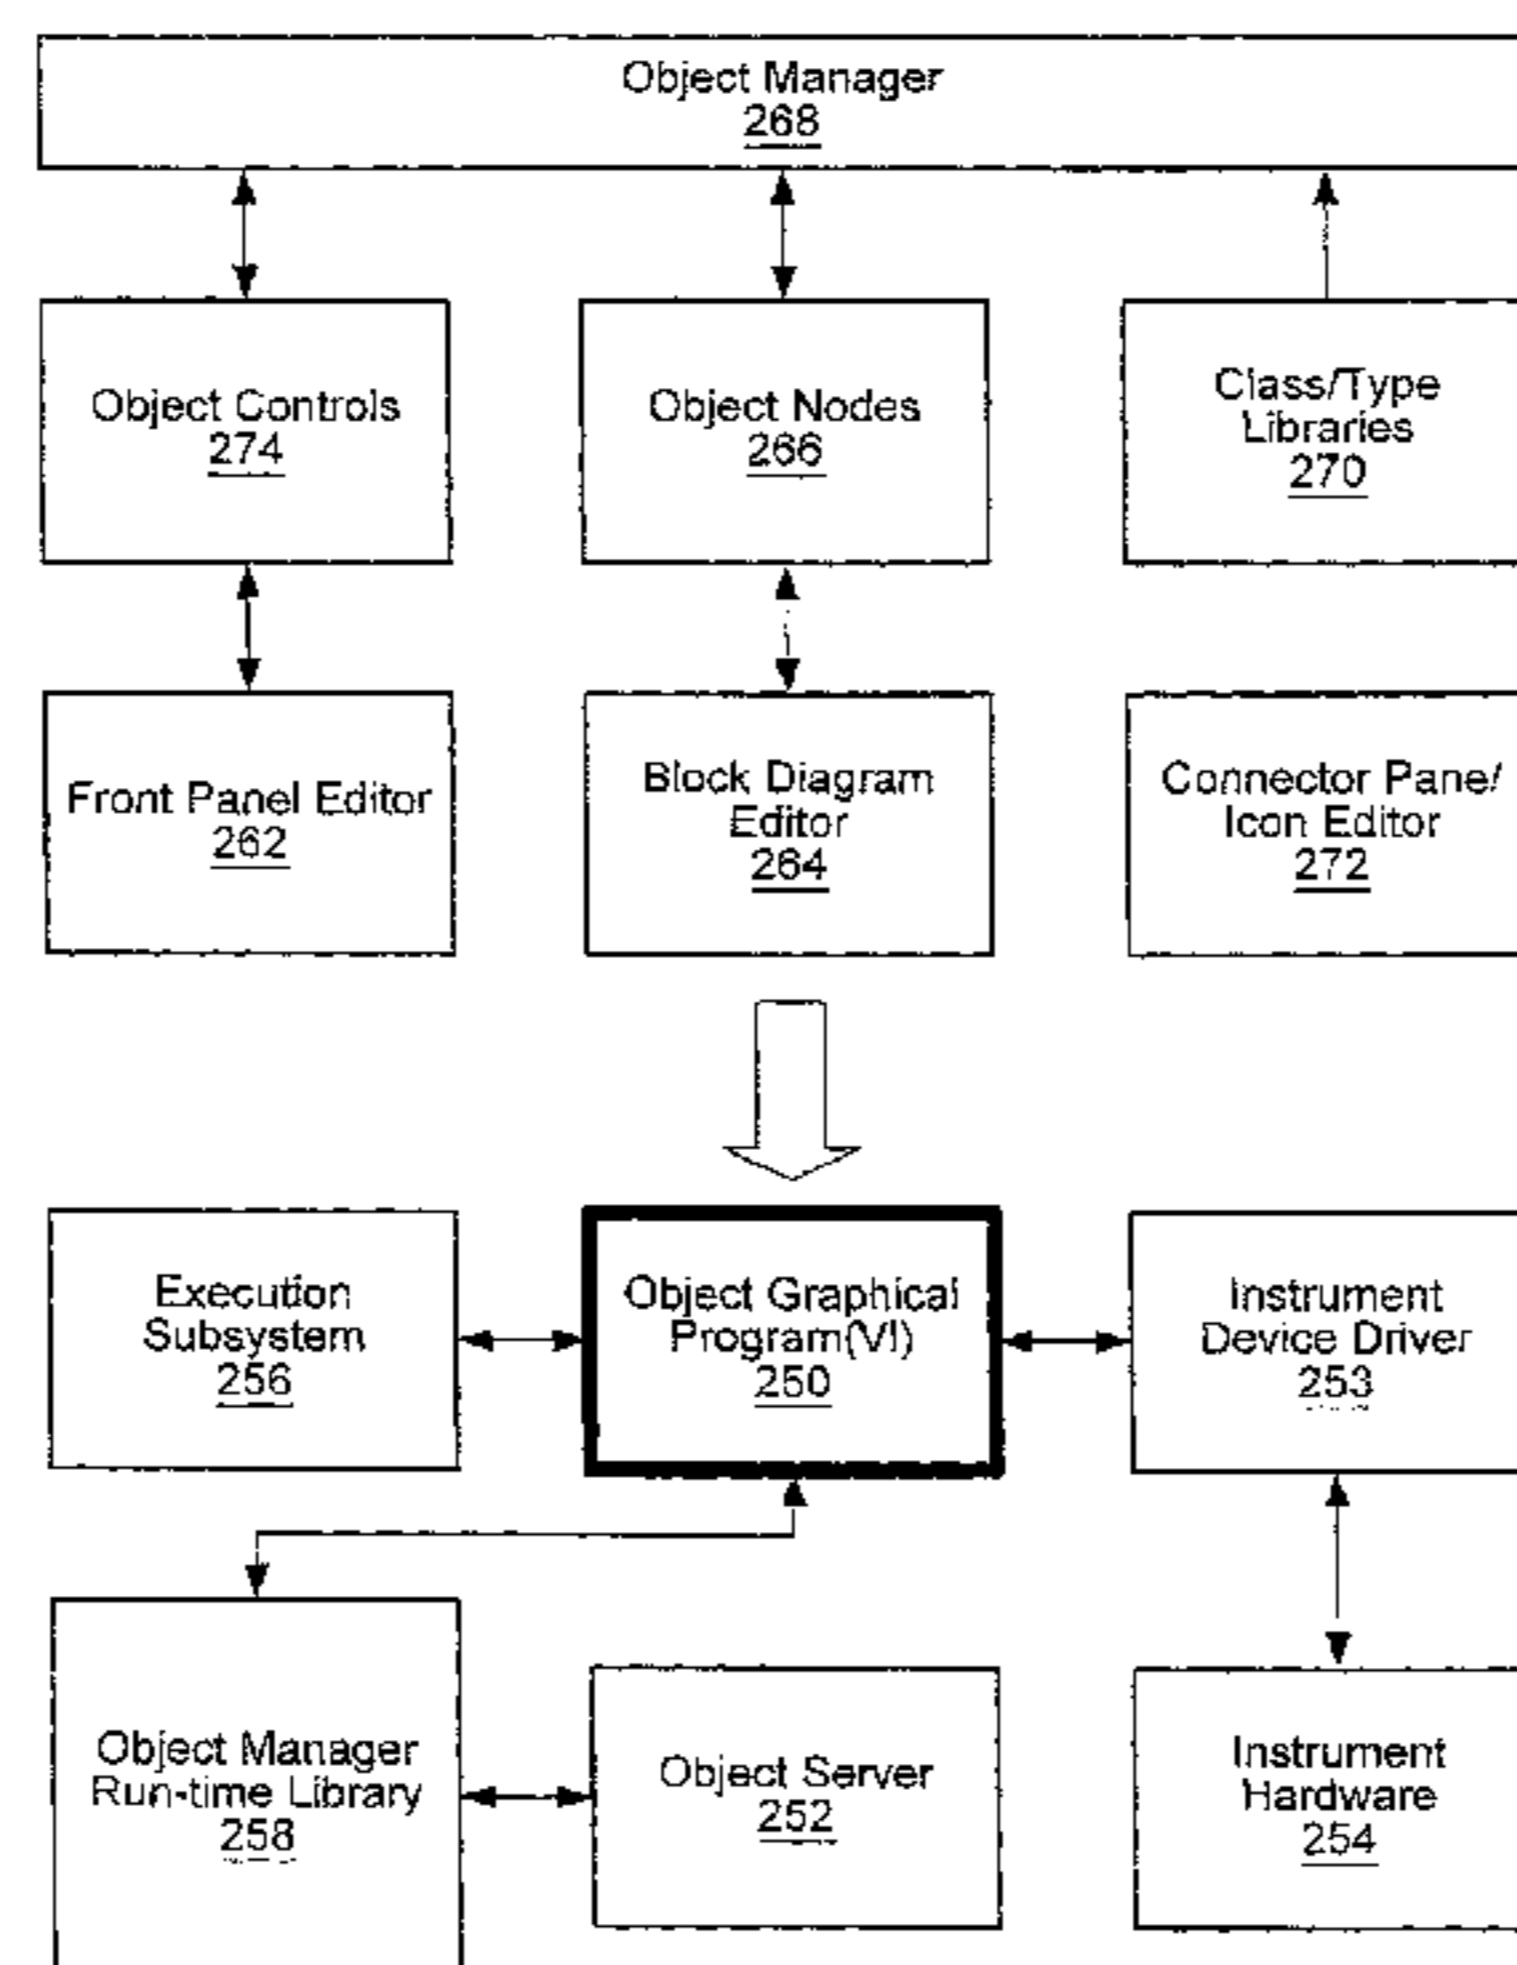 Object Manager
268
Object Controls
274
Object Nodes
266
Class/Type
Libraries
270
Front Panel Editor
262
Block Diagram
Editor
264
Connector Pane/
Icon Editor
272
Execution
Subsystem
256
Object Graphical
Program(VI)
250
Instrument
Device Driver
253
Object Manager
Run-time Library
258
Object Server
252
Instrument
Hardware
254